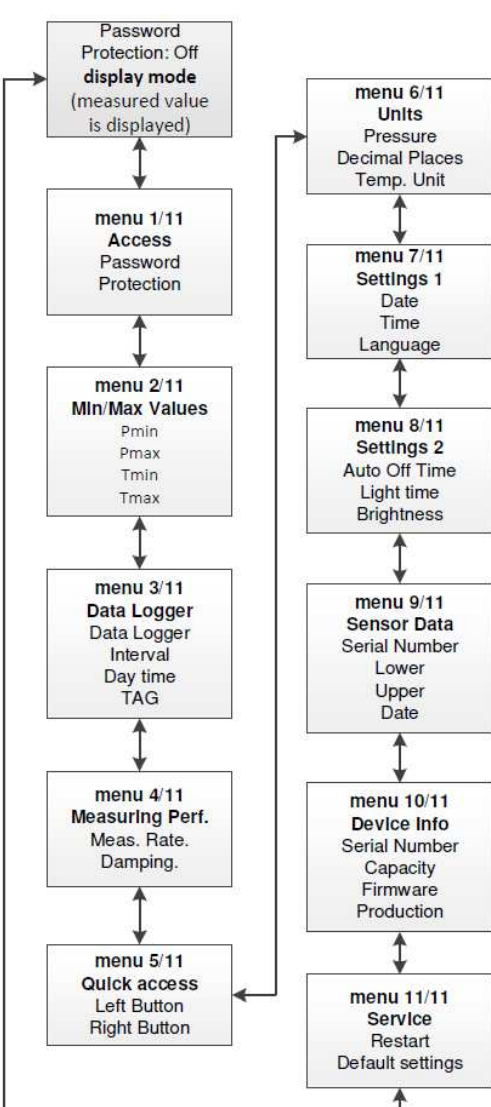 Password
Protection: Off
display mode
(measured value
is displayed)
menu 1/11
Access
Password
Protection
menu 2/11
Min/Max Values
Pmin
Pmax
Tmin
Tmax
menu 3/11
Data Logger
Data Logger
Interval
Day time
TAG
menu 4/11
Measuring Perf.
Meas. Rate.
Damping.
menu 5/11
Quick access
Left Button
Right Button
menu 6/11
Units
Pressure
Decimal Places
Temp. Unit
menu 7/11
Settings 1
Date
Time
Language
menu 8/11
Settings 2
Auto Off Time
Light time
Brightness
menu 9/11
Sensor Data
Serial Number
Lower
Upper
Date
menu 10/11
Device Info
Serial Number
Capacity
Firmware
Production
menu 11/11
Service
Restart
Default settings